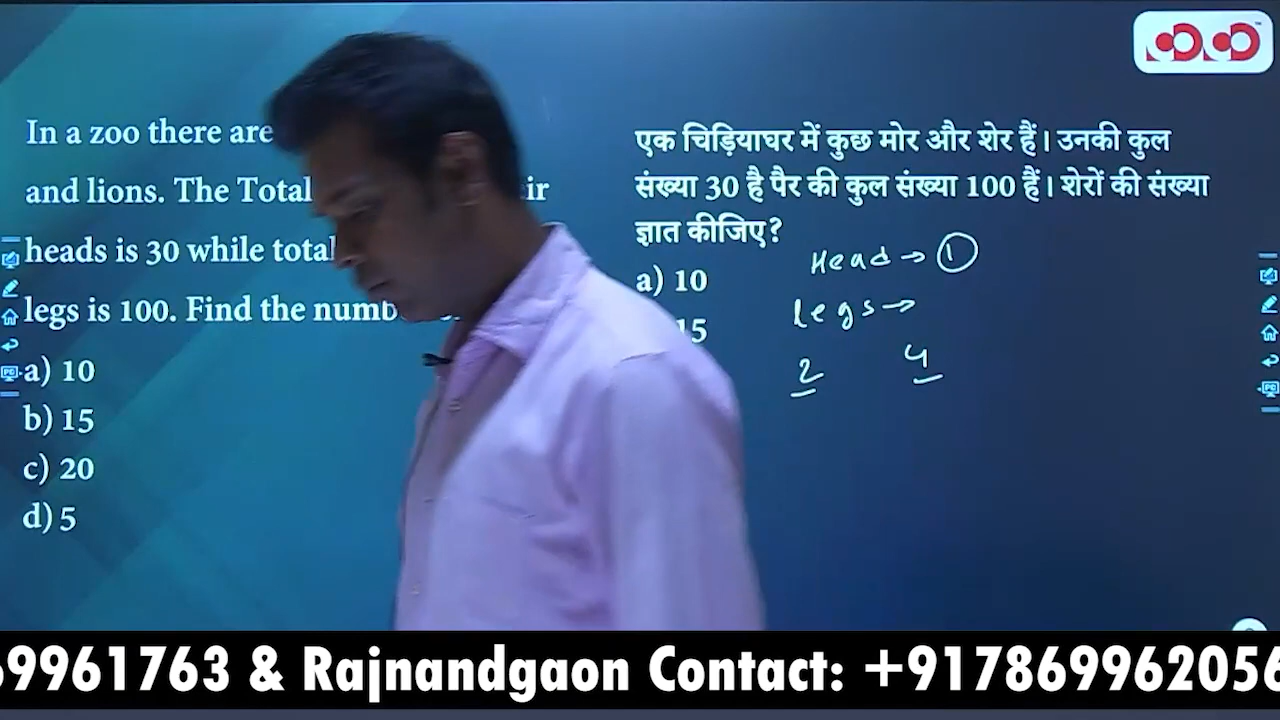 In a zoo there are
and lions. The Total ir
heads is 30 while total
legs is 100. Find the numb
a) 10
b) 15
c) 20
d) 5
एक चिड़ियाघर में कुछ मोर और शेर हैं। उनकी कुल
संख्या 30 है पैर की कुल संख्या 100 हैं। शेरों की संख्या
ज्ञात कीजिए?
a) 10
15
Head → 1
legs →
2 4
69961763 & Rajnandgaon Contact: +917869962056